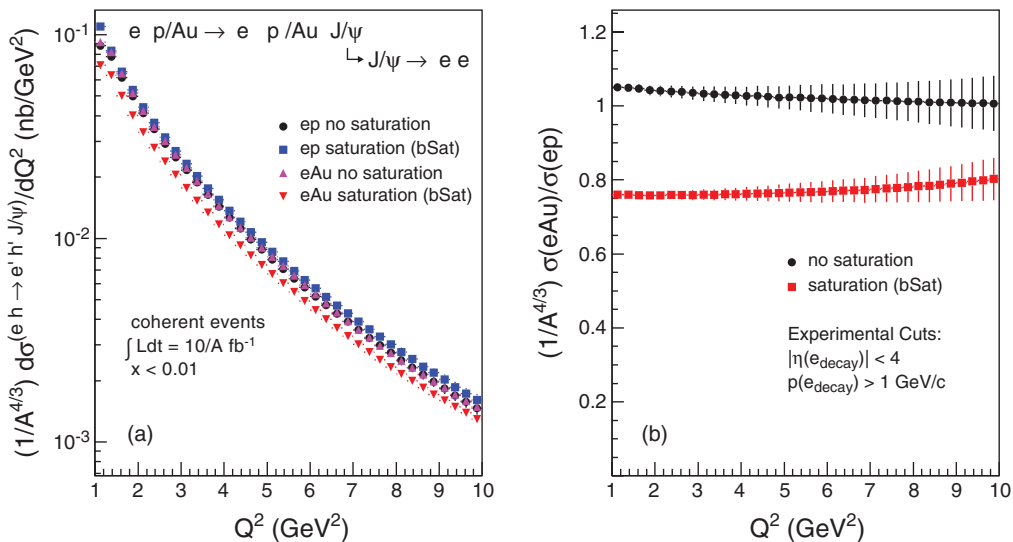 (1/A^{4/3}) dσ^{(e h → e' h' J/ψ)}/dQ^2 (nb/GeV^2)
10^{-1}
10^{-2}
10^{-3}
e p/Au → e p /Au J/ψ
J/ψ → e e
ep no saturation
ep saturation (bSat)
eAu no saturation
eAu saturation (bSat)
coherent events
∫ Ldt = 10/A fb^{-1}
x < 0.01
(a)
1 2 3 4 5 6 7 8 9 10
Q^2 (GeV^2)
(1/A^{4/3}) σ(eAu)/σ(ep)
1.2
1
0.8
0.6
0.4
0.2
no saturation
saturation (bSat)
Experimental Cuts:
|η(e_{decay})| < 4
p(e_{decay}) > 1 GeV/c
(b)
1 2 3 4 5 6 7 8 9 10
Q^2 (GeV^2)